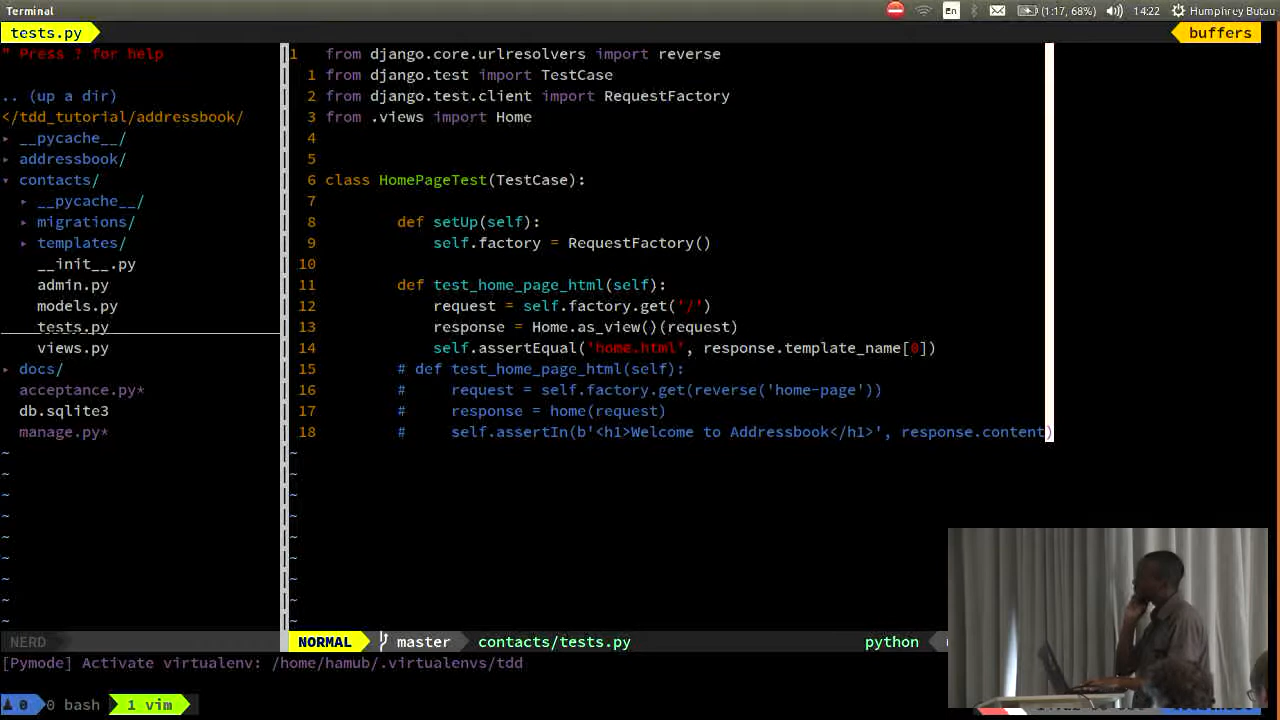 Terminal En (1:17, 68%) 14:22 Humphrey Butau
tests.py buffers
" Press ? for help
.. (up a dir)
</tdd_tutorial/addressbook/
▸ __pycache__/
▸ addressbook/
▾ contacts/
▸ __pycache__/
▸ migrations/
▸ templates/
__init__.py
admin.py
models.py
tests.py
views.py
▸ docs/
acceptance.py*
db.sqlite3
manage.py*
~
~
~
~
~
~
~
~
~
1 from django.core.urlresolvers import reverse
1 from django.test import TestCase
2 from django.test.client import RequestFactory
3 from .views import Home
4
5
6 class HomePageTest(TestCase):
7
8 def setUp(self):
9 self.factory = RequestFactory()
10
11 def test_home_page_html(self):
12 request = self.factory.get('/')
13 response = Home.as_view()(request)
14 self.assertEqual('home.html', response.template_name[0])
15 # def test_home_page_html(self):
16 # request = self.factory.get(reverse('home-page'))
17 # response = home(request)
18 # self.assertIn(b'<h1>Welcome to Addressbook</h1>', response.content)
~
~
~
~
~
~
~
~
NERD NORMAL master contacts/tests.py python
[Pymode] Activate virtualenv: /home/hamub/.virtualenvs/tdd
0 0 bash 1 vim